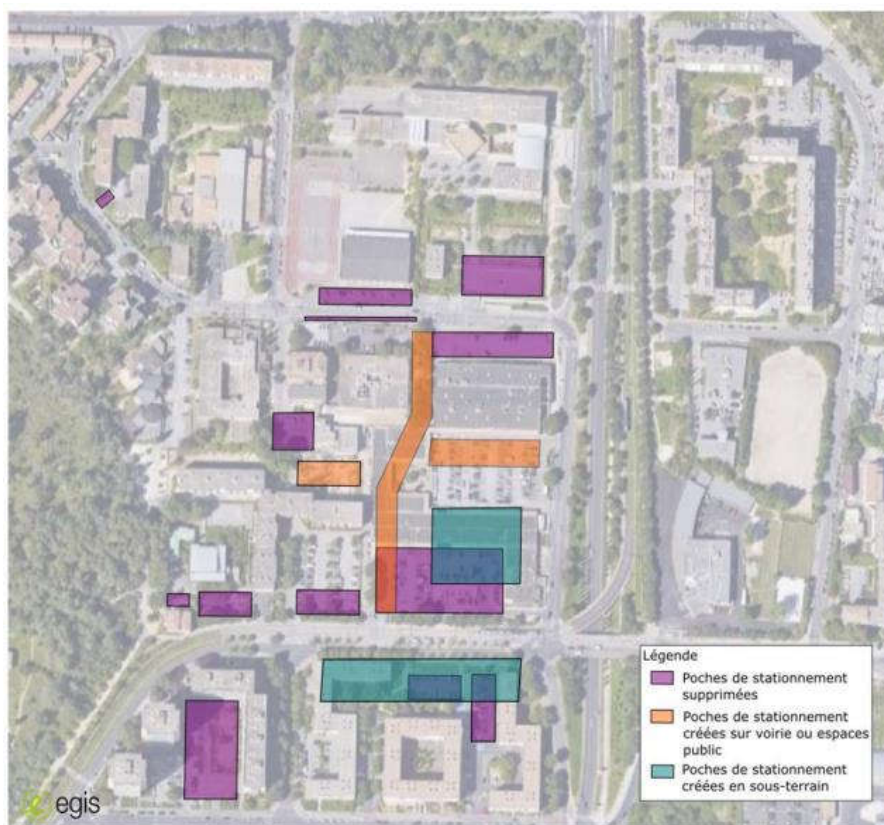 Légende
Poches de stationnement
supprimées
Poches de stationnement
créées sur voirie ou espaces
public
Poches de stationnement
créées en sous-terrain
egis